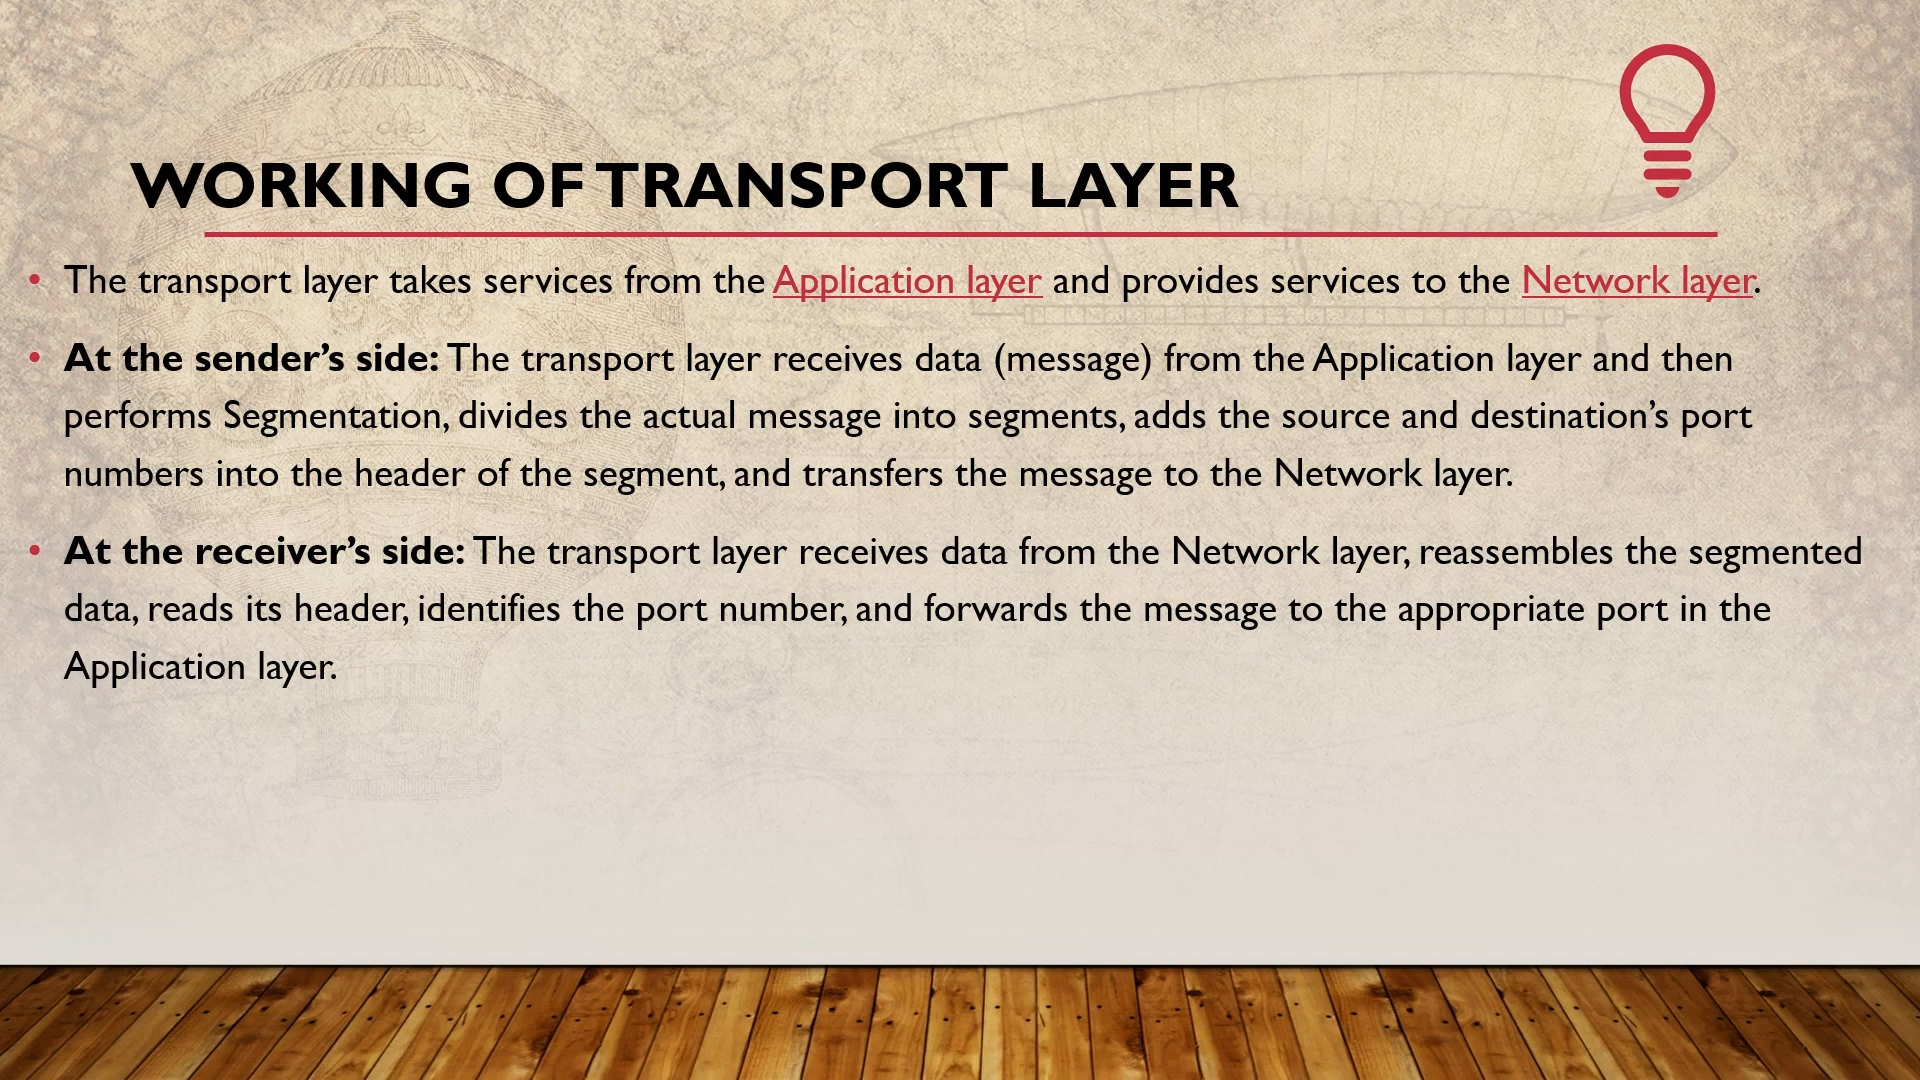 WORKING OF TRANSPORT LAYER
• The transport layer takes services from the Application layer and provides services to the Network layer.
• At the sender’s side: The transport layer receives data (message) from the Application layer and then
performs Segmentation, divides the actual message into segments, adds the source and destination’s port
numbers into the header of the segment, and transfers the message to the Network layer.
• At the receiver’s side: The transport layer receives data from the Network layer, reassembles the segmented
data, reads its header, identifies the port number, and forwards the message to the appropriate port in the
Application layer.